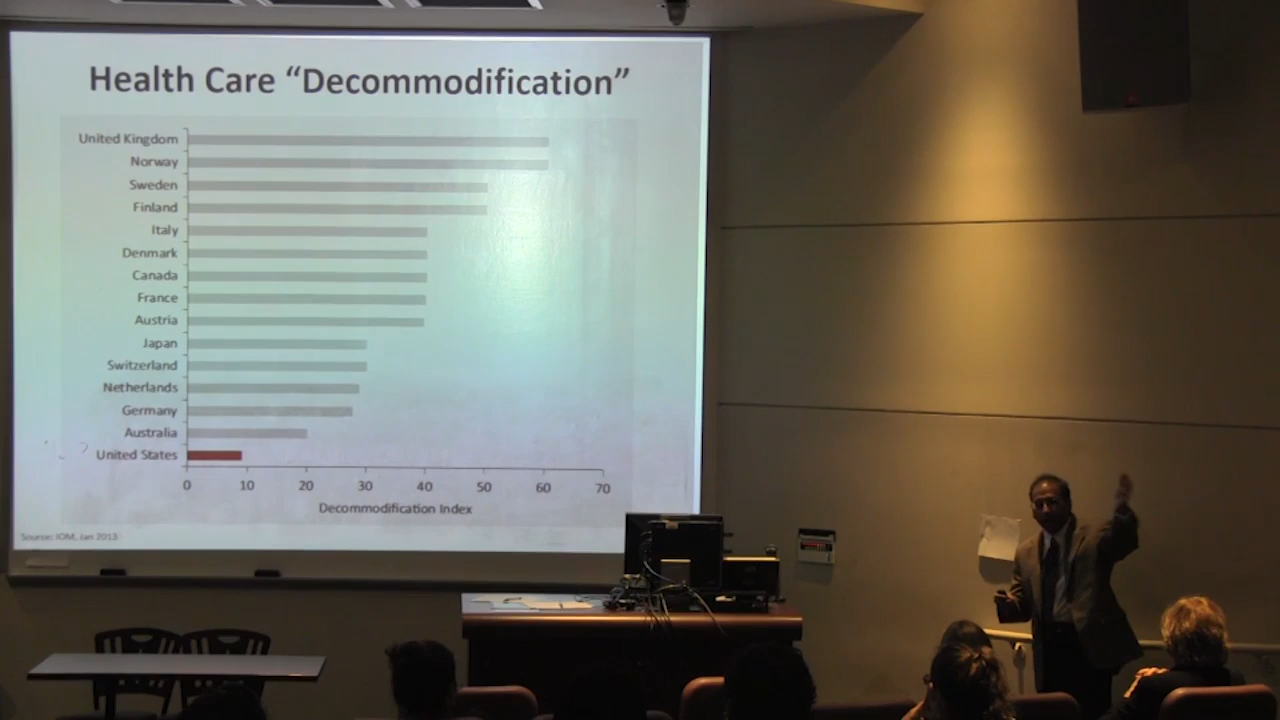 Health Care “Decommodification”
United Kingdom
Norway
Sweden
Finland
Italy
Denmark
Canada
France
Austria
Japan
Switzerland
Netherlands
Germany
Australia
United States
0 10 20 30 40 50 60 70
Decommodification Index
Source: IOM, Jan 2013